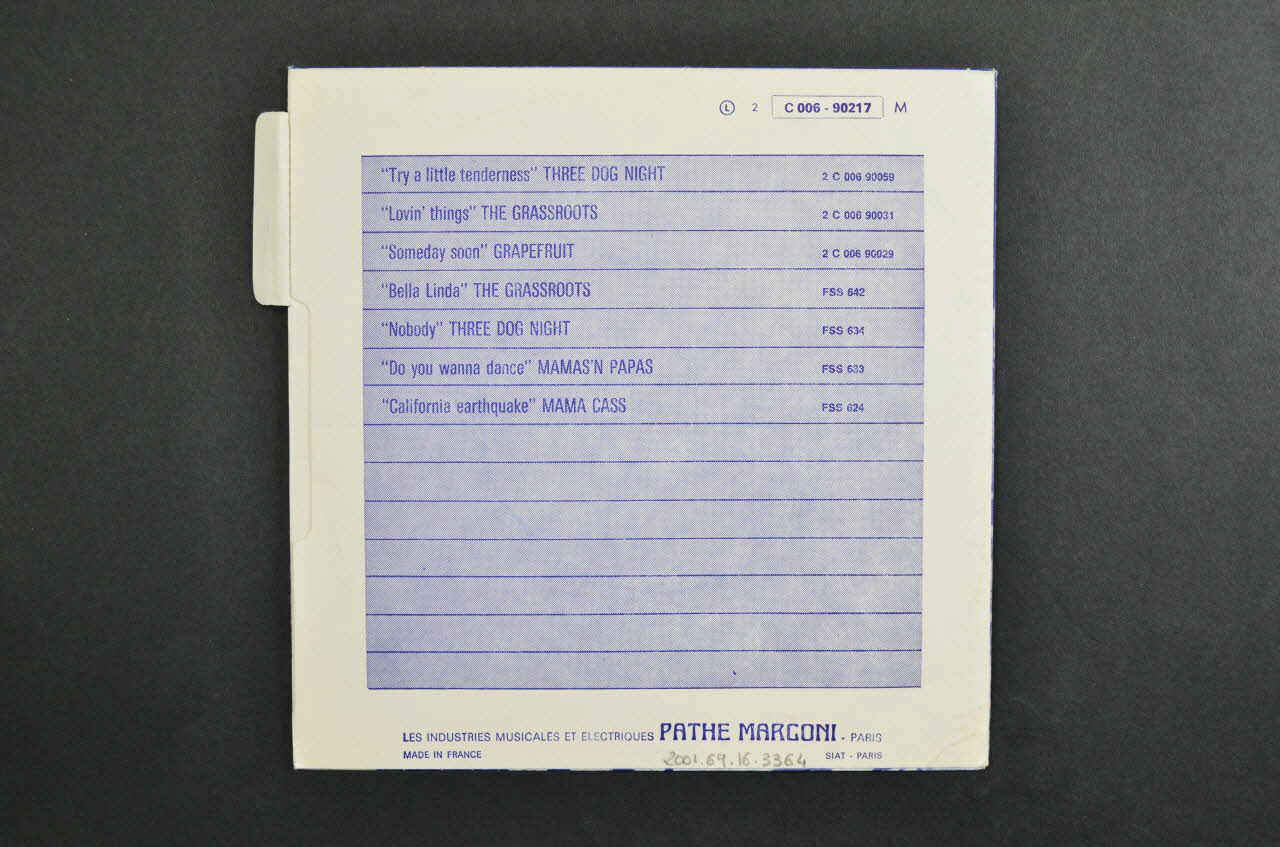 Ⓛ 2 C 006 - 90217 M
"Try a little tenderness" THREE DOG NIGHT 2 C 006 90059
"Lovin' things" THE GRASSROOTS 2 C 006 90031
"Someday soon" GRAPEFRUIT 2 C 006 90029
"Bella Linda" THE GRASSROOTS FSS 642
"Nobody" THREE DOG NIGHT FSS 634
"Do you wanna dance" MAMAS'N PAPAS FSS 633
"California earthquake" MAMA CASS FSS 624
LES INDUSTRIES MUSICALES ET ELECTRIQUES PATHE MARCONI - PARIS
MADE IN FRANCE 2001.69.16.3364 SIAT - PARIS